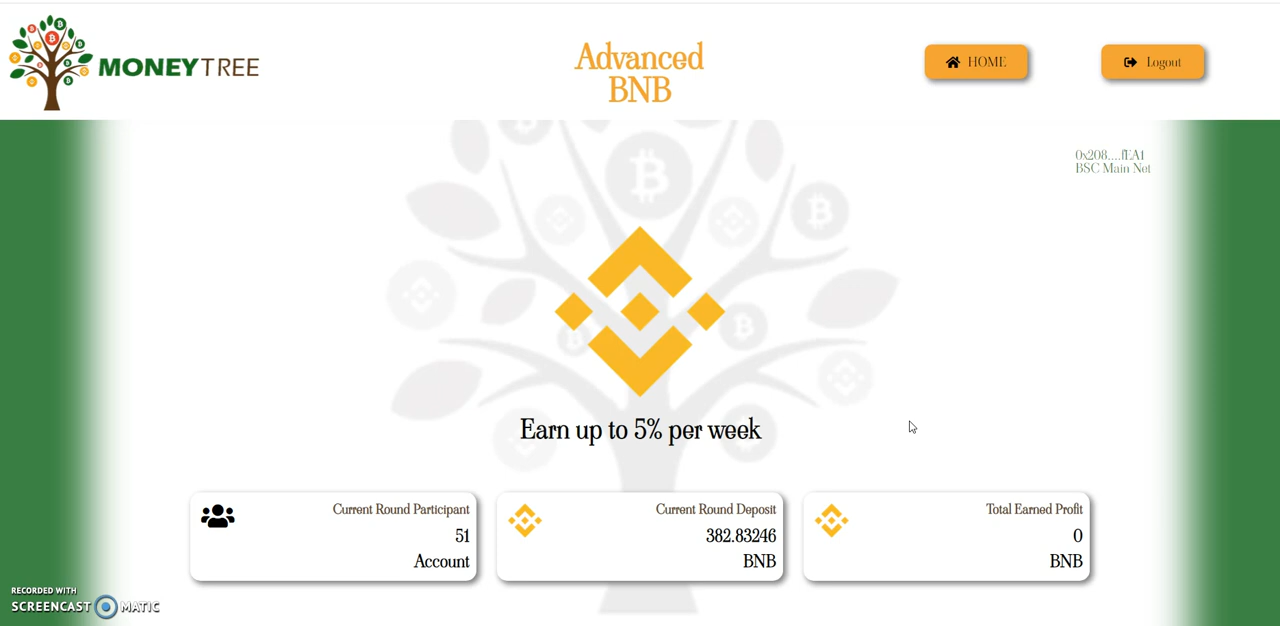 MONEYTREE
Advanced
BNB
HOME
Logout
0x208....fEA1
BSC Main Net
Earn up to 5% per week
Current Round Participant
51
Account
Current Round Deposit
382.83246
BNB
Total Earned Profit
0
BNB
RECORDED WITH
SCREENCAST MATIC